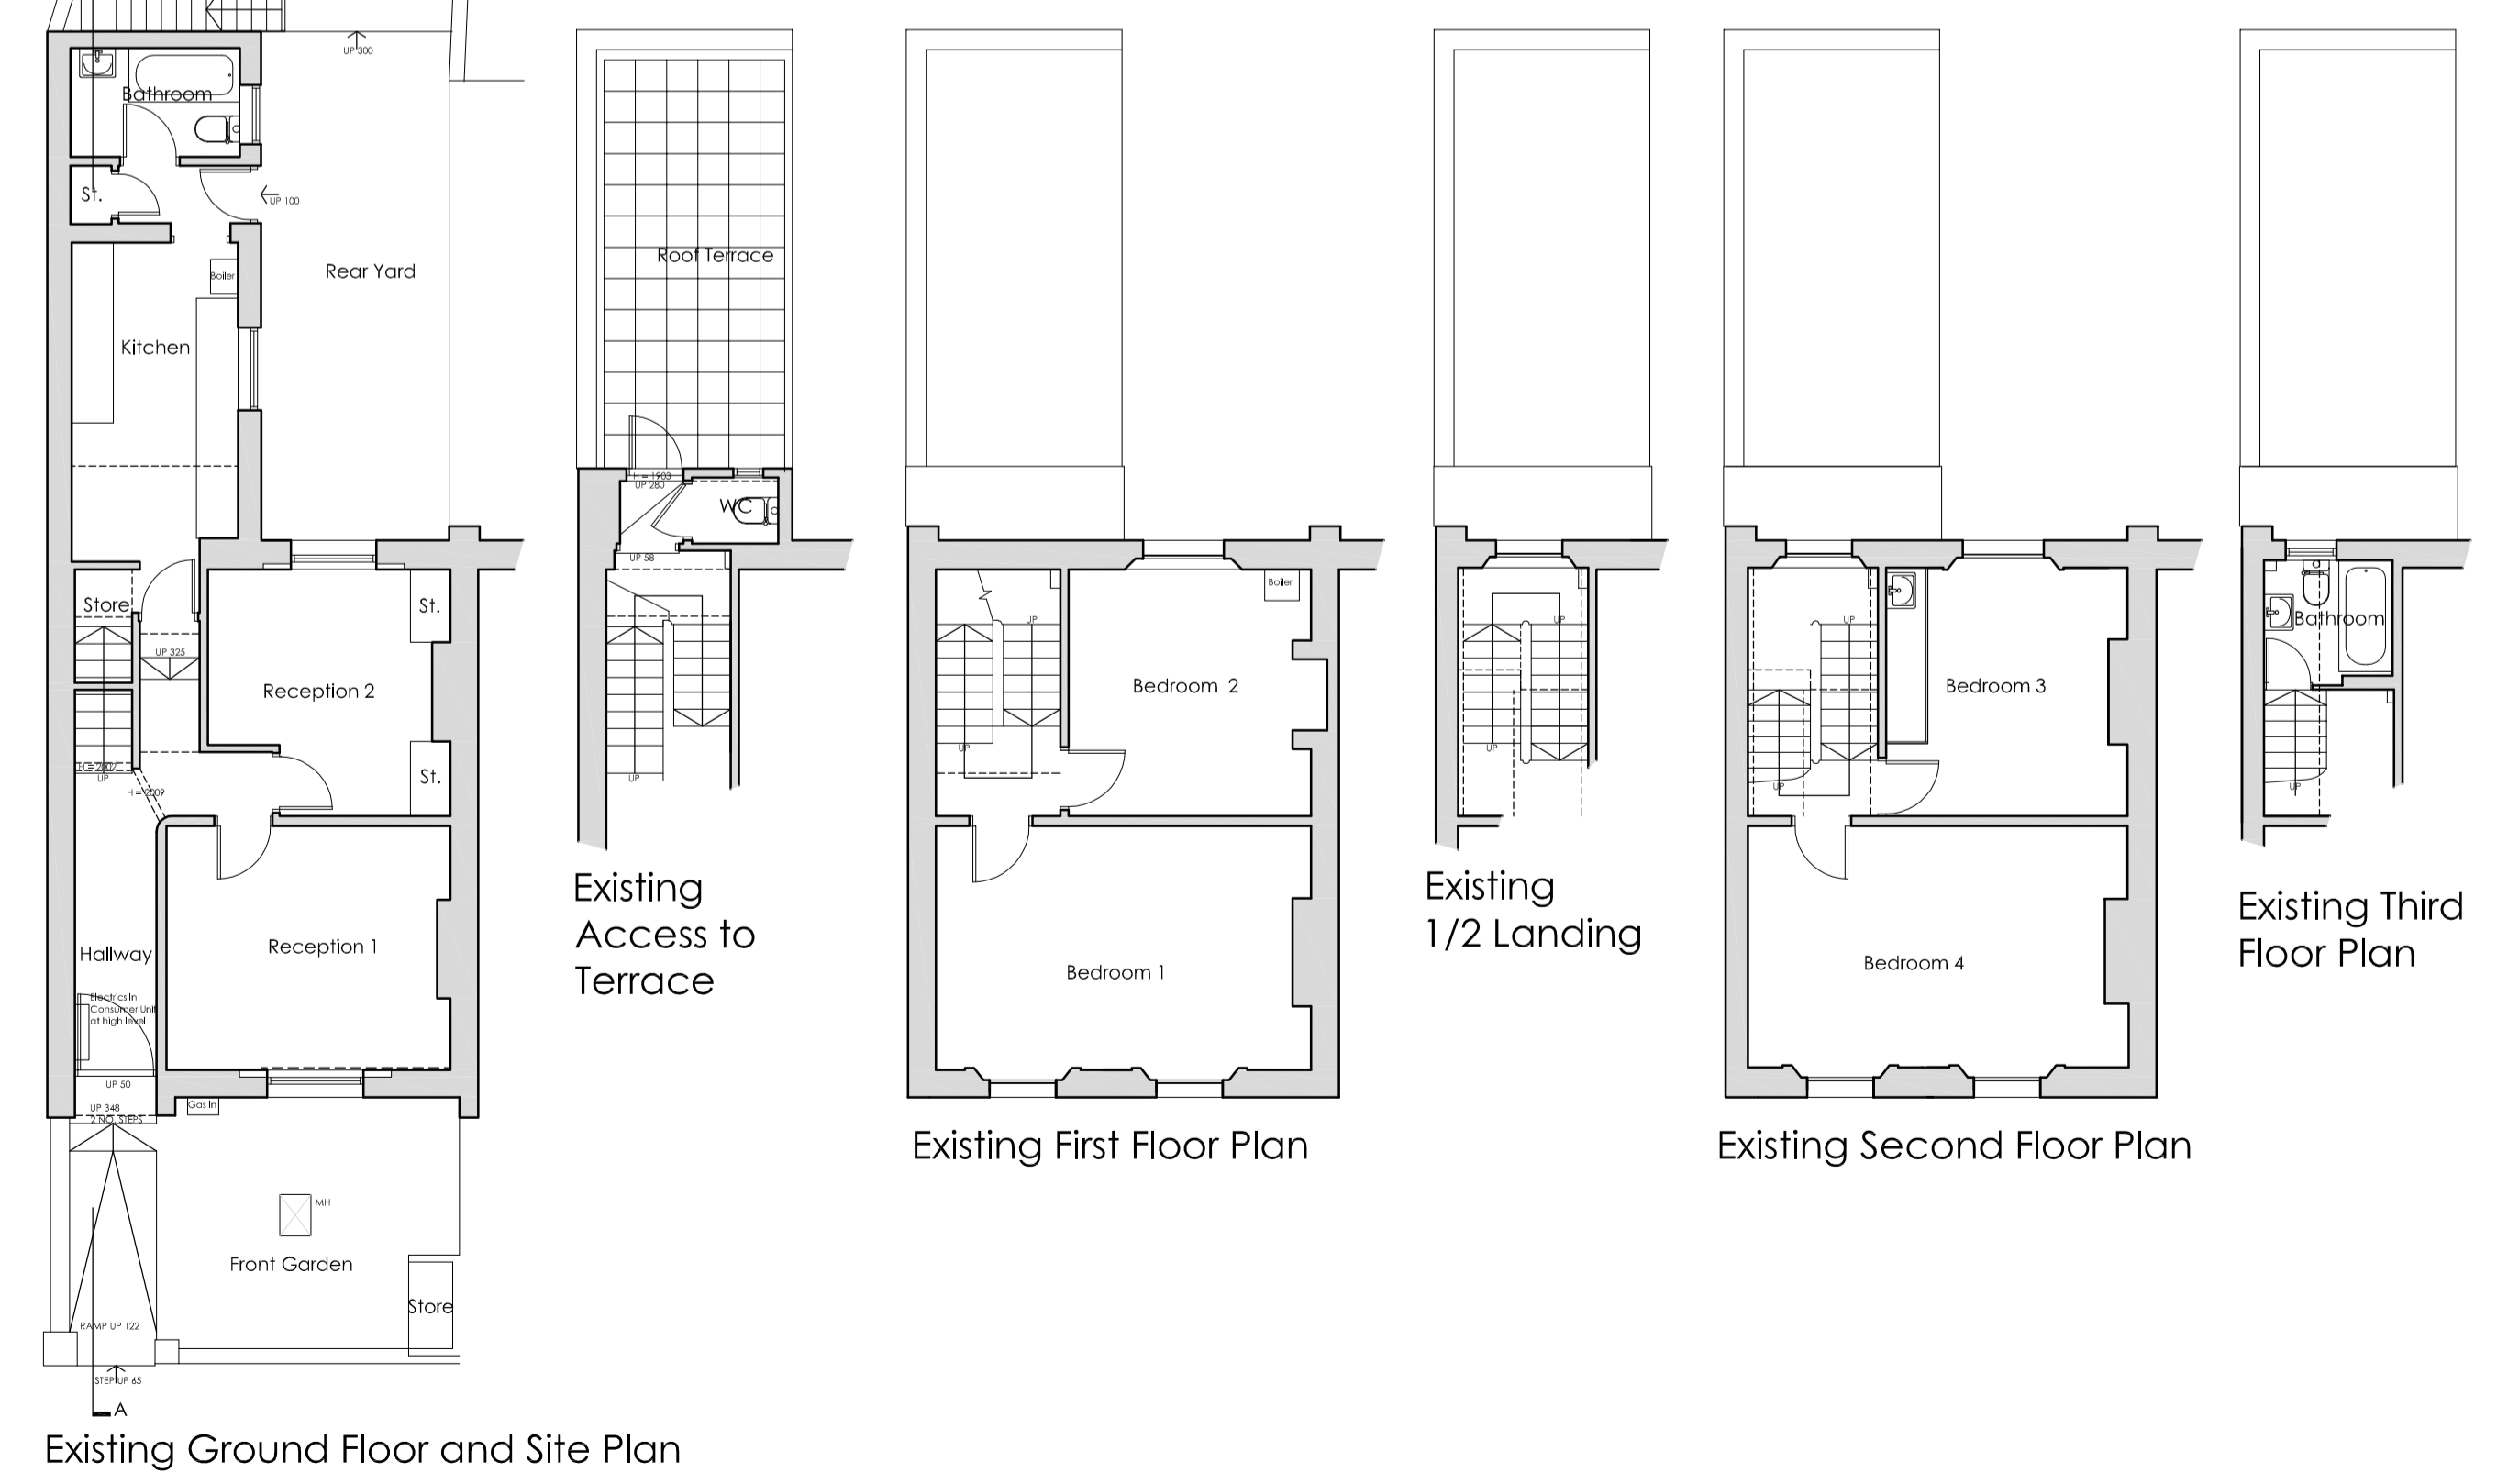 UP 300
Bathroom
St.
UP 100
Boiler
Rear Yard
Kitchen
Store
UP 325
St.
Reception 2
St.
H = 2002
UP
H = 2009
Reception 1
Hallway
Electrics In
Consumer Unit
at high level
UP 50
UP 348
2 NO. STEPS
Gas In
MH
Front Garden
Store
RAMP UP 122
STEP UP 65
A
Existing Ground Floor and Site Plan
Roof Terrace
H = 1903
UP 280
WC
UP 58
UP
Existing
Access to
Terrace
Boiler
UP
Bedroom 2
UP
Bedroom 1
Existing First Floor Plan
UP
UP
Existing
1/2 Landing
UP
Bedroom 3
UP
Bedroom 4
Existing Second Floor Plan
Bathroom
UP
Existing Third
Floor Plan